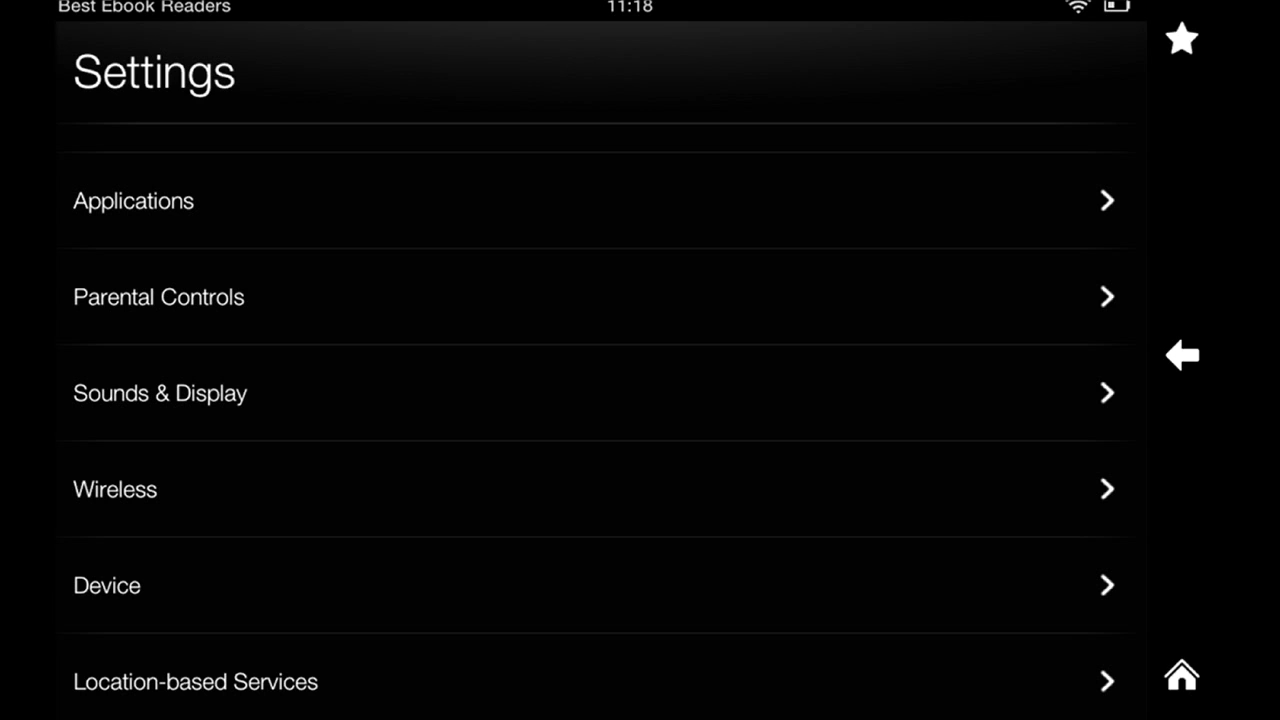 Best Ebook Readers 11:18
Settings
Applications
Parental Controls
Sounds & Display
Wireless
Device
Location-based Services